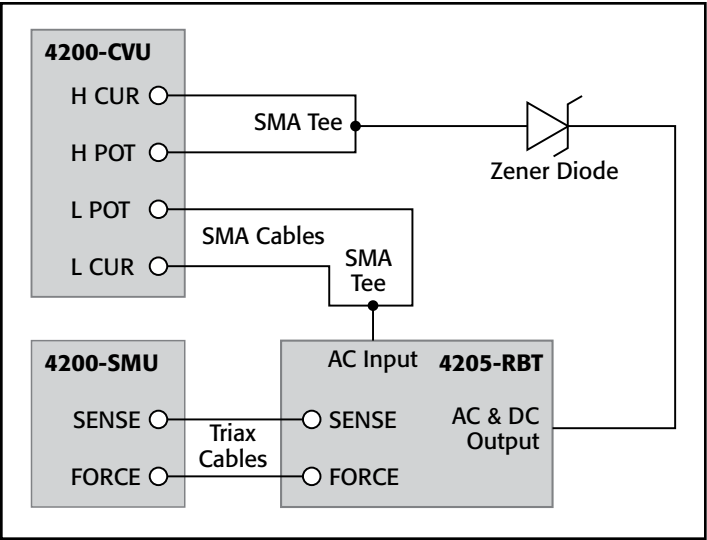 4200-CVU
H CUR
H POT
L POT
L CUR
SMA Tee
Zener Diode
SMA Cables
SMA
Tee
4200-SMU
SENSE
FORCE
Triax
Cables
AC Input
4205-RBT
SENSE
FORCE
AC & DC
Output